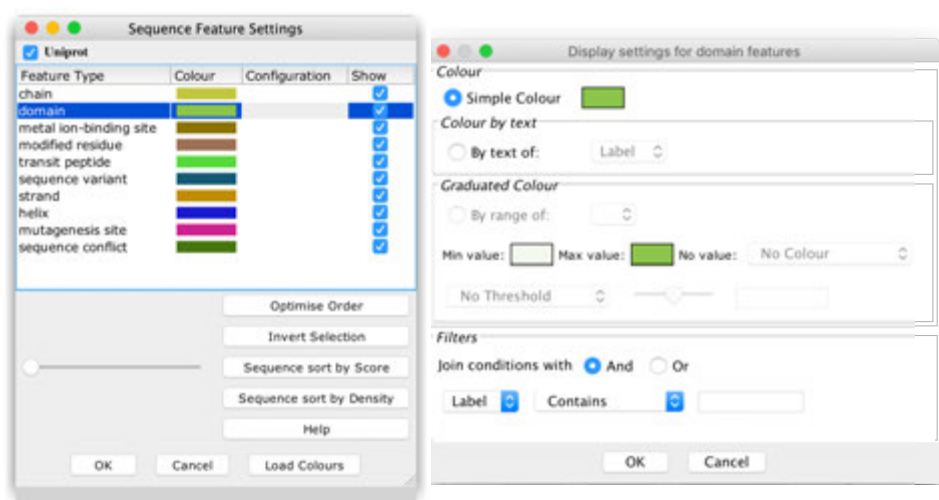 Sequence Feature Settings
Uniprot
Feature Type Colour Configuration Show
chain
domain
metal ion-binding site
modified residue
transit peptide
sequence variant
strand
helix
mutagenesis site
sequence conflict
Optimise Order
Invert Selection
Sequence sort by Score
Sequence sort by Density
Help
OK Cancel Load Colours
Display settings for domain features
Colour
Simple Colour
Colour by text
By text of: Label
Graduated Colour
By range of:
Min value: Max value: No value: No Colour
No Threshold
Filters
Join conditions with And Or
Label Contains
OK Cancel